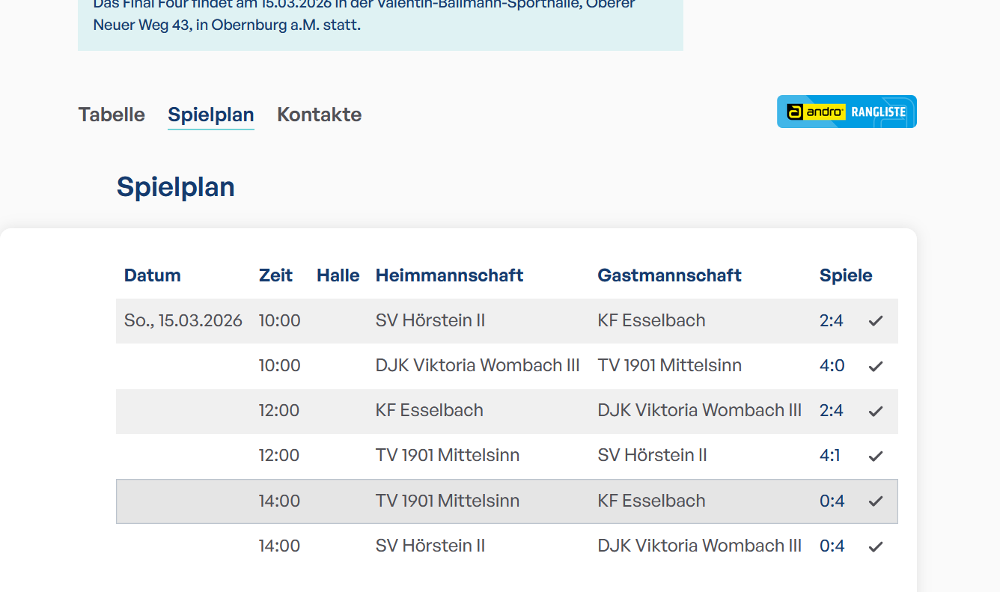 Das Final Four findet am 15.03.2026 in der Valentin-Ballmann-Sporthalle, Oberer
Neuer Weg 43, in Obernburg a.M. statt.
Tabelle Spielplan Kontakte
andro RANGLISTE
Spielplan
Datum Zeit Halle Heimmannschaft Gastmannschaft Spiele
So., 15.03.2026 10:00 SV Hörstein II KF Esselbach 2:4
10:00 DJK Viktoria Wombach III TV 1901 Mittelsinn 4:0
12:00 KF Esselbach DJK Viktoria Wombach III 2:4
12:00 TV 1901 Mittelsinn SV Hörstein II 4:1
14:00 TV 1901 Mittelsinn KF Esselbach 0:4
14:00 SV Hörstein II DJK Viktoria Wombach III 0:4